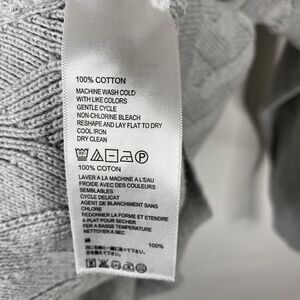 100% COTTON
MACHINE WASH COLD
WITH LIKE COLORS
GENTLE CYCLE
NON-CHLORINE BLEACH
RESHAPE AND LAY FLAT TO DRY
COOL IRON
DRY CLEAN
P
100% COTON
LAVER A LA MACHINE A L'EAU
FROIDE AVEC DES COULEURS
SEMBLABLES
CYCLE DELICAT
AGENT DE BLANCHIMENT SANS
CHLORE
REDONNER LA FORME ET ETENDRE
A PLAT POUR SECHER
FER A BASSE TEMPERATURE
NETTOYER A SEC
綿 100%